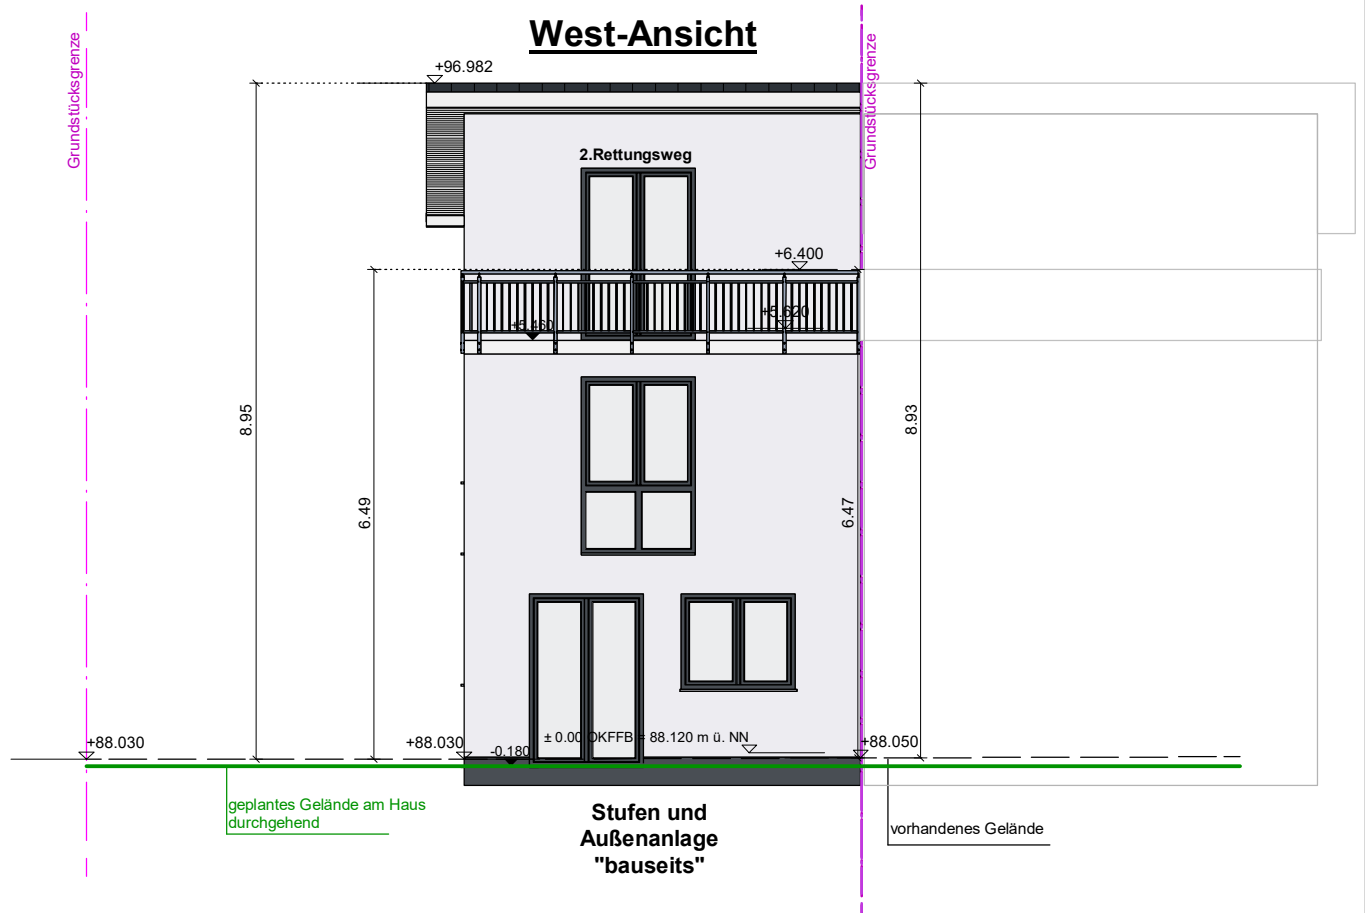 West-Ansicht
Grundstücksgrenze
Grundstücksgrenze
+96.982
2.Rettungsweg
+6.400
+5.620
+5.460
8.95
8.93
6.49
6.47
+88.030
+88.030
-0.180
± 0.00 OKFFB = 88.120 m ü. NN
+88.050
geplantes Gelände am Haus
durchgehend
Stufen und
Außenanlage
"bauseits"
vorhandenes Gelände